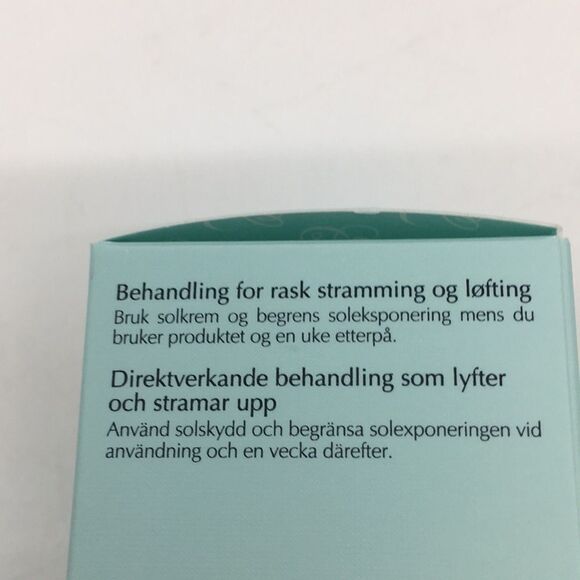 Behandling for rask stramming og løfting
Bruk solkrem og begrens soleksponering mens du
bruker produktet og en uke etterpå.
Direktverkande behandling som lyfter
och stramar upp
Använd solskydd och begränsa solexponeringen vid
användning och en vecka därefter.